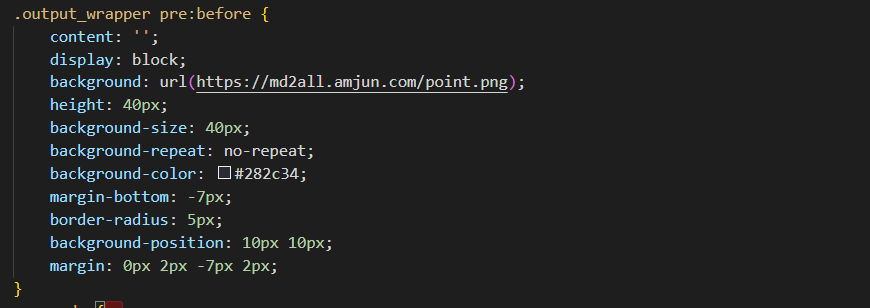 .output_wrapper pre:before {
    content: '';
    display: block;
    background: url(https://md2all.amjun.com/point.png);
    height: 40px;
    background-size: 40px;
    background-repeat: no-repeat;
    background-color: #282c34;
    margin-bottom: -7px;
    border-radius: 5px;
    background-position: 10px 10px;
    margin: 0px 2px -7px 2px;
}